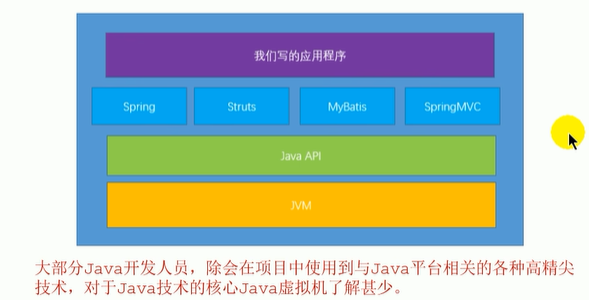 我们写的应用程序
Spring Struts MyBatis SpringMVC
Java API
JVM
大部分Java开发人员，除会在项目中使用到与Java平台相关的各种高精尖
技术，对于Java技术的核心Java虚拟机了解甚少。